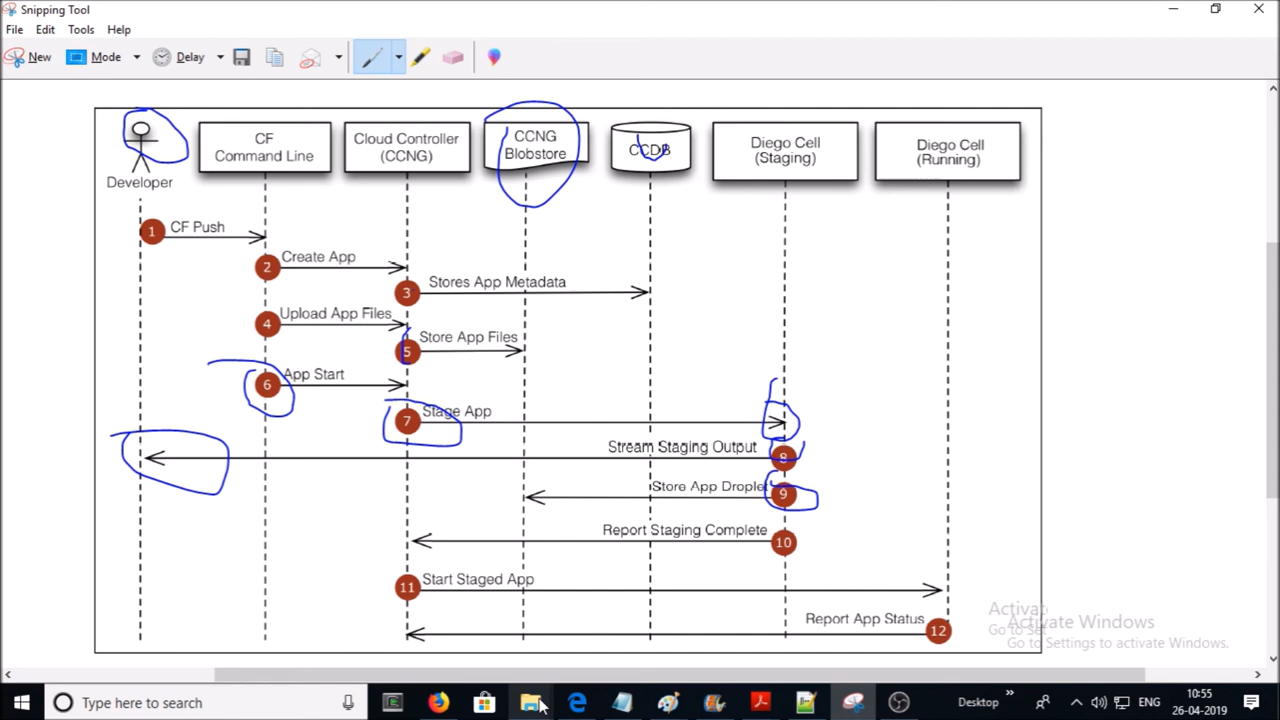 Snipping Tool
File Edit Tools Help
New Mode Delay
CF
Command Line
Cloud Controller
(CCNG)
CCNG
Blobstore
CCDB
Diego Cell
(Staging)
Diego Cell
(Running)
Developer
1 CF Push
2 Create App
3 Stores App Metadata
4 Upload App Files
5 Store App Files
6 App Start
7 Stage App
Stream Staging Output 8
Store App Droplet 9
Report Staging Complete 10
11 Start Staged App
Report App Status 12
Activat
Activate Windows
Go to Set
Go to Settings to activate Windows.
Type here to search
Desktop
ENG
10:55
26-04-2019